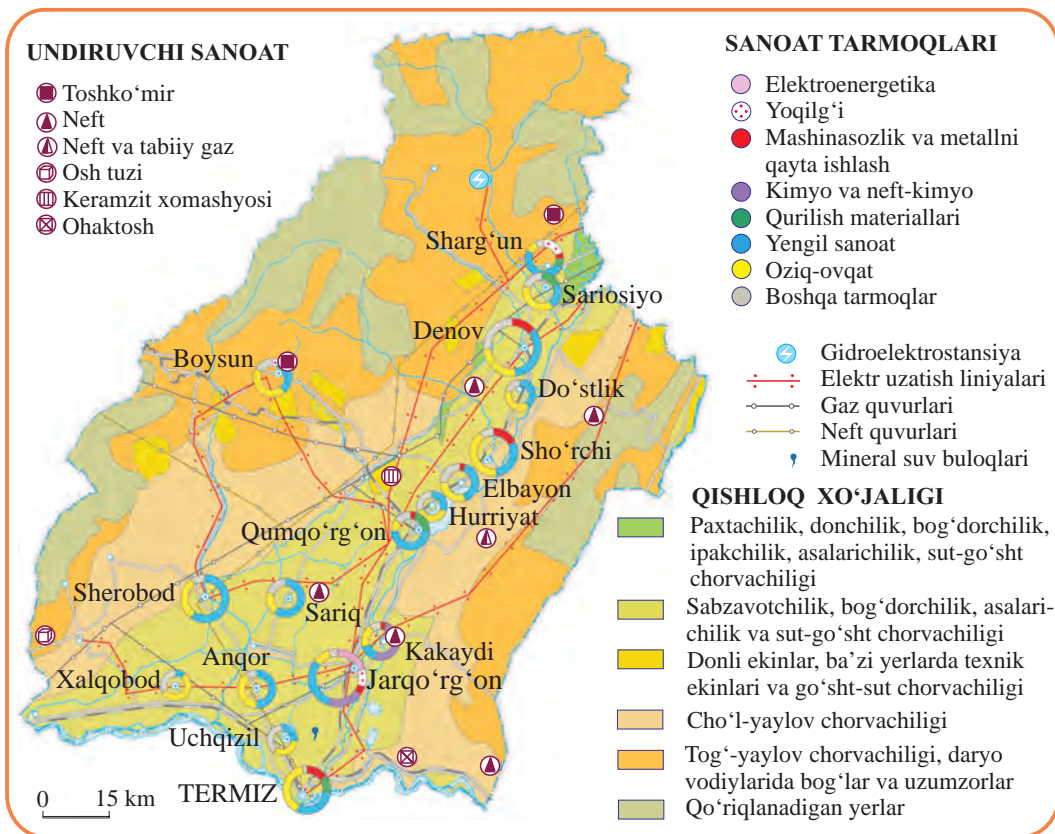 UNDIRUVCHI SANOAT
Toshko‘mir
Neft
Neft va tabiiy gaz
Osh tuzi
Keramzit xomashyosi
Ohaktosh
SANOAT TARMOQLARI
Elektroenergetika
Yoqilg‘i
Mashinasozlik va metallni
qayta ishlash
Kimyo va neft-kimyo
Qurilish materiallari
Yengil sanoat
Oziq-ovqat
Boshqa tarmoqlar
Gidroelektrostansiya
Elektr uzatish liniyalari
Gaz quvurlari
Neft quvurlari
Mineral suv buloqlari
QISHLOQ XO‘JALIGI
Paxtachilik, donchilik, bog‘dorchilik,
ipakchilik, asalarichilik, sut-go‘sht
chorvachiligi
Sabzavotchilik, bog‘dorchilik, asalari-
chilik va sut-go‘sht chorvachiligi
Donli ekinlar, ba’zi yerlarda texnik
ekinlari va go‘sht-sut chorvachiligi
Cho‘l-yaylov chorvachiligi
Tog‘-yaylov chorvachiligi, daryo
vodiylarida bog‘lar va uzumzorlar
Qo‘riqlanadigan yerlar
Sharg‘un
Sariosiyo
Denov
Boysun
Do‘stlik
Sho‘rchi
Elbayon
Hurriyat
Qumqo‘rg‘on
Sherobod
Sariq
Kakaydi
Anqor
Jarqo‘rg‘on
Xalqobod
Uchqizil
TERMIZ
0 15 km